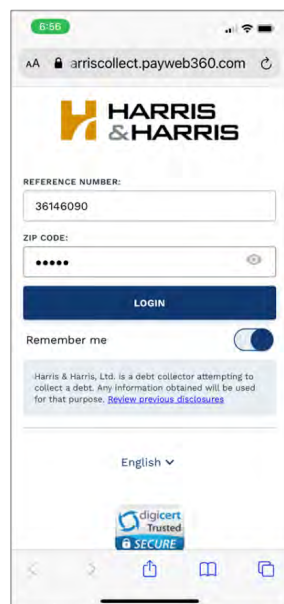 6:56
AA arriscollect.payweb360.com
HARRIS
&HARRIS
REFERENCE NUMBER:
36146090
ZIP CODE:
•••••
LOGIN
Remember me
Harris & Harris, Ltd. is a debt collector attempting to
collect a debt. Any information obtained will be used
for that purpose. Review previous disclosures
English
digicert
Trusted
SECURE